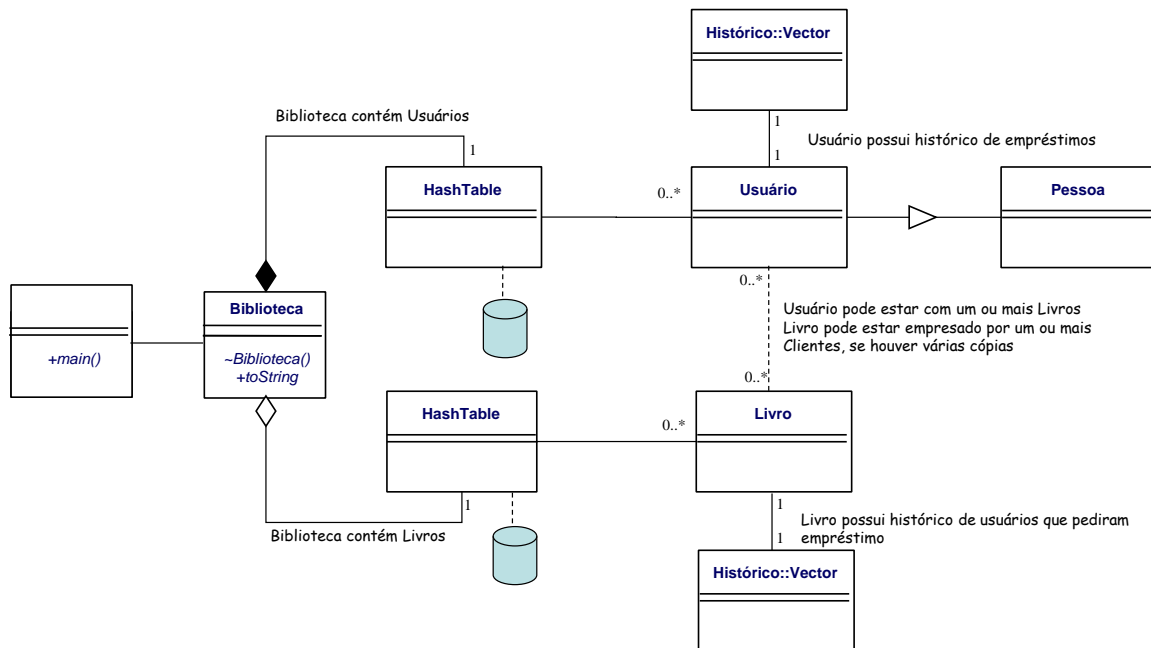 Histórico::Vector
Biblioteca contém Usuários
1
1
Usuário possui histórico de empréstimos
1
HashTable
0..*
Usuário
Pessoa
0..*
Biblioteca
Usuário pode estar com um ou mais Livros
Livro pode estar empresado por um ou mais
Clientes, se houver várias cópias
+main()
~Biblioteca()
+toString
0..*
HashTable
0..*
Livro
1
1
Biblioteca contém Livros
Livro possui histórico de usuários que pediram
1
empréstimo
Histórico::Vector